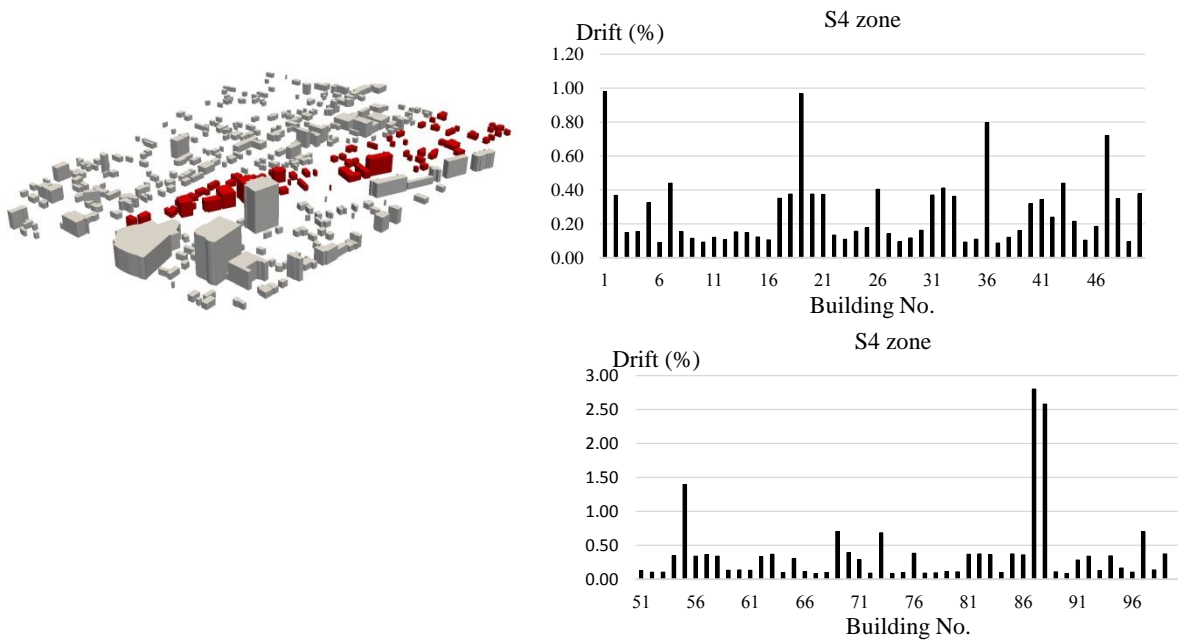 S4 zone
Drift (%)
1.20
1.00
0.80
0.60
0.40
0.20
0.00
1 6 11 16 21 26 31 36 41 46
Building No.
S4 zone
Drift (%)
3.00
2.50
2.00
1.50
1.00
0.50
0.00
51 56 61 66 71 76 81 86 91 96
Building No.